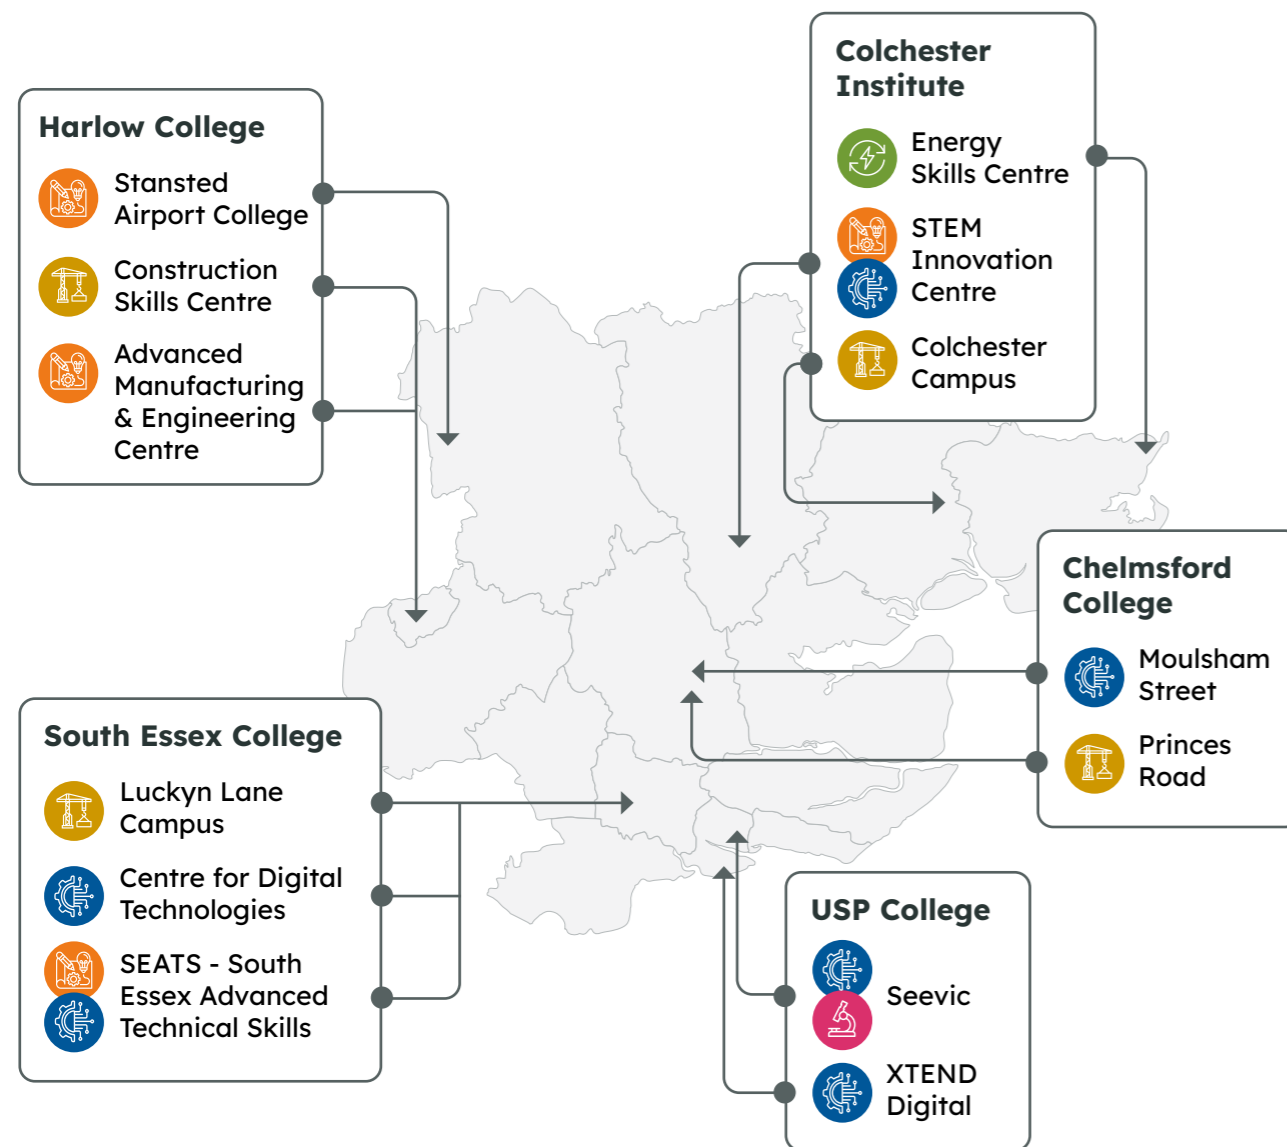 Harlow College
Stansted
Airport College
Construction
Skills Centre
Advanced
Manufacturing
& Engineering
Centre
Colchester
Institute
Energy
Skills Centre
STEM
Innovation
Centre
Colchester
Campus
Chelmsford
College
Moulsham
Street
Princes
Road
South Essex College
Luckyn Lane
Campus
Centre for Digital
Technologies
SEATS - South
Essex Advanced
Technical Skills
USP College
Seevic
XTEND
Digital